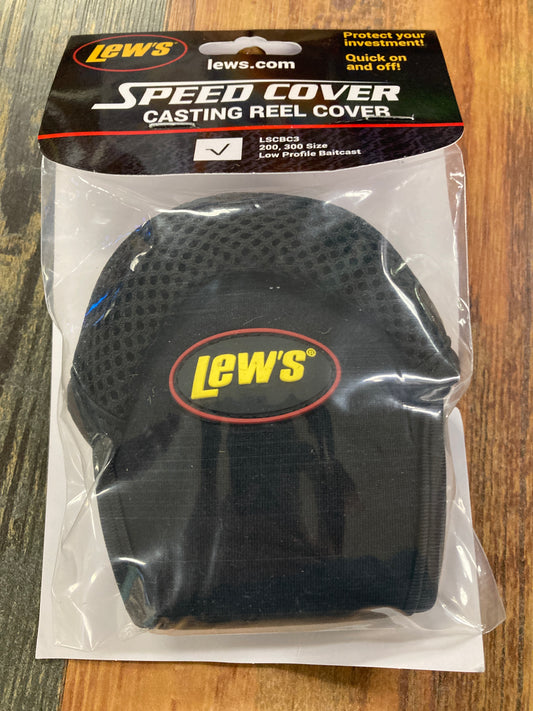 Lew's
lews.com
Protect your
investment!
Quick on
and off!
SPEED COVER
CASTING REEL COVER
LSCBC3
200, 300 Size
Low Profile Baitcast
Lew's®